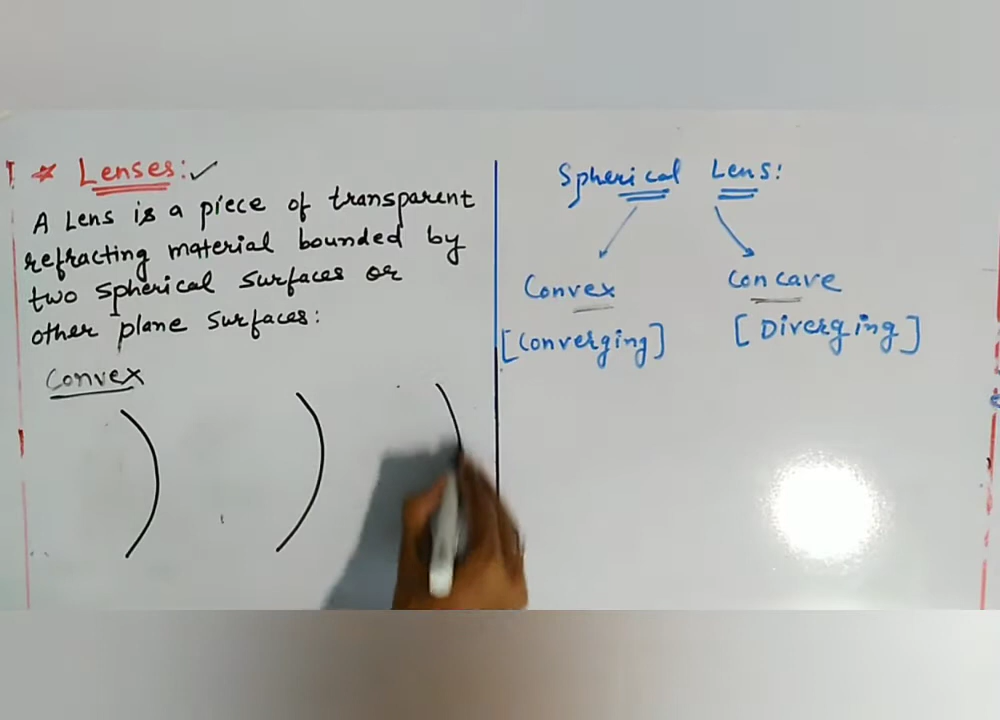 * Lenses:
A Lens is a piece of transparent
refracting material bounded by
two spherical surfaces or
other plane surfaces:
Convex
Spherical Lens:
Convex Concave
[Converging] [Diverging]